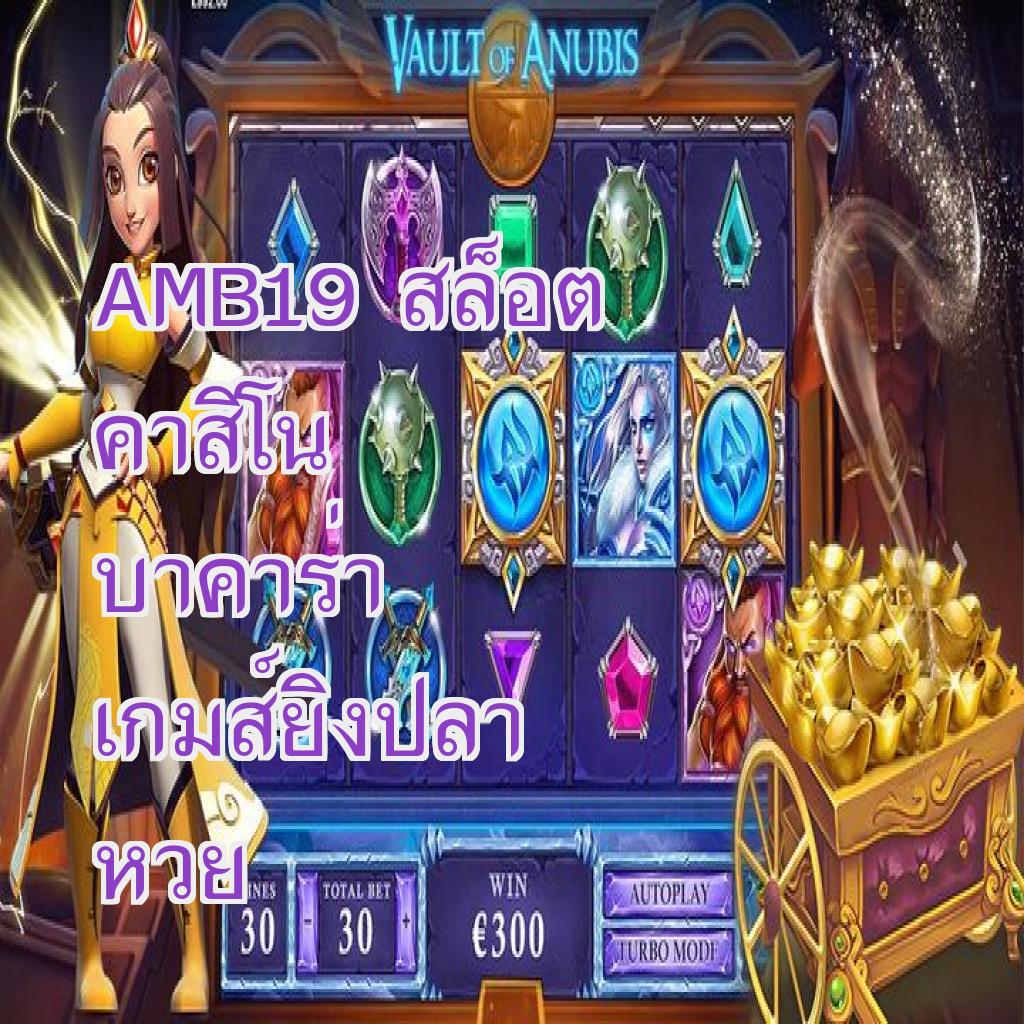 VAULT OF ANUBIS
AMB19 สล็อต
คาสิโน
บาคาร่า
เกมส์ยิงปลา
หวย
TOTAL BET
WIN
30
30
€300
AUTOPLAY
TURBO MODE